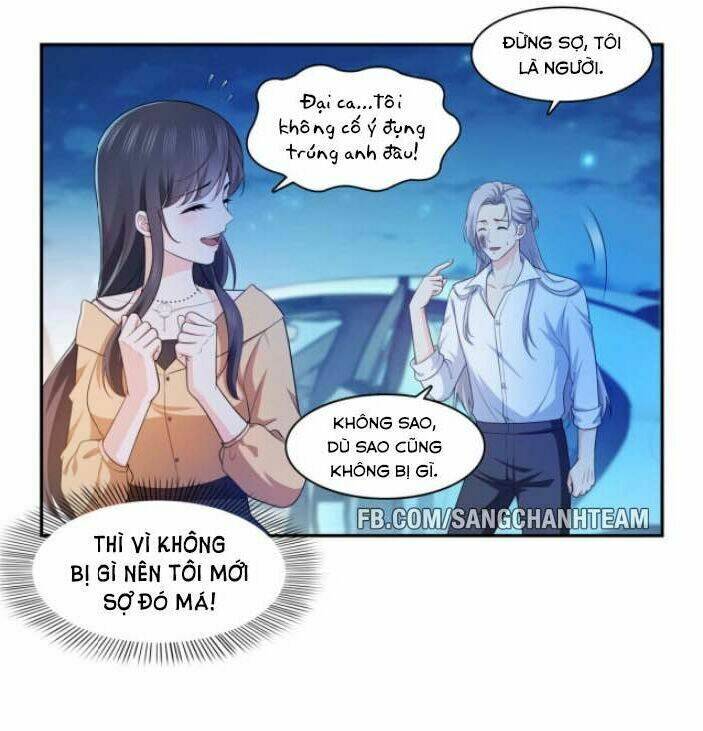 ĐỪNG SỢ, TÔI
LÀ NGƯỜI.
Đại ca...Tôi
không cố ý đụng
trúng anh đâu!
KHÔNG SAO,
DÙ SAO CŨNG
KHÔNG BỊ GÌ.
FB.COM/SANGCHANHTEAM
THÌ VÌ KHÔNG
BỊ GÌ NÊN TÔI MỚI
SỢ ĐÓ MÁ!